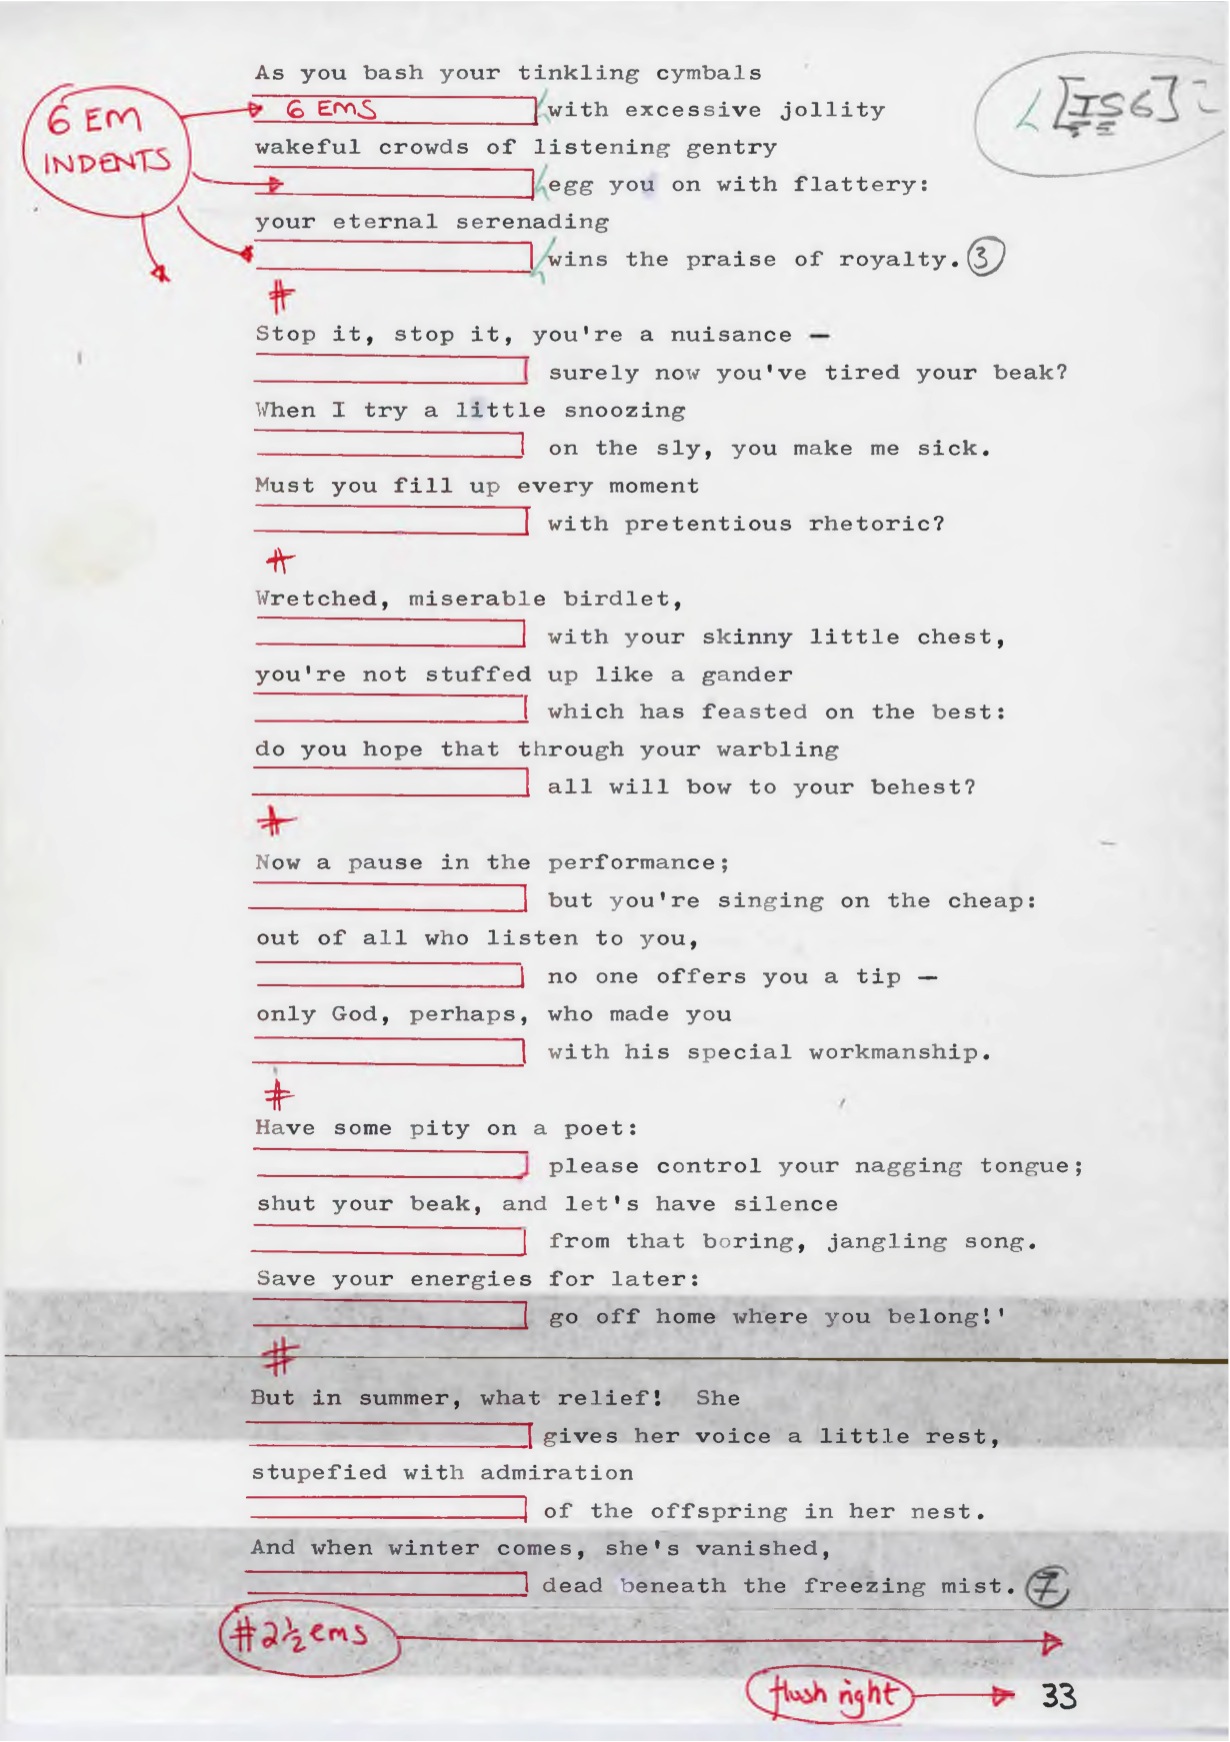 As you bash your tinkling cymbals
6 EM
INDENTS
6 EMS with excessive jollity
[IS6]
wakeful crowds of listening gentry
egg you on with flattery:
your eternal serenading
wins the praise of royalty. 3
#
Stop it, stop it, you're a nuisance —
surely now you've tired your beak?
When I try a little snoozing
on the sly, you make me sick.
Must you fill up every moment
with pretentious rhetoric?
#
Wretched, miserable birdlet,
with your skinny little chest,
you're not stuffed up like a gander
which has feasted on the best:
do you hope that through your warbling
all will bow to your behest?
#
Now a pause in the performance;
but you're singing on the cheap:
out of all who listen to you,
no one offers you a tip —
only God, perhaps, who made you
with his special workmanship.
#
Have some pity on a poet:
please control your nagging tongue;
shut your beak, and let's have silence
from that boring, jangling song.
Save your energies for later:
go off home where you belong!'
#
But in summer, what relief! She
gives her voice a little rest,
stupefied with admiration
of the offspring in her nest.
And when winter comes, she's vanished,
dead beneath the freezing mist. 7
#2½ ems
flush right 33